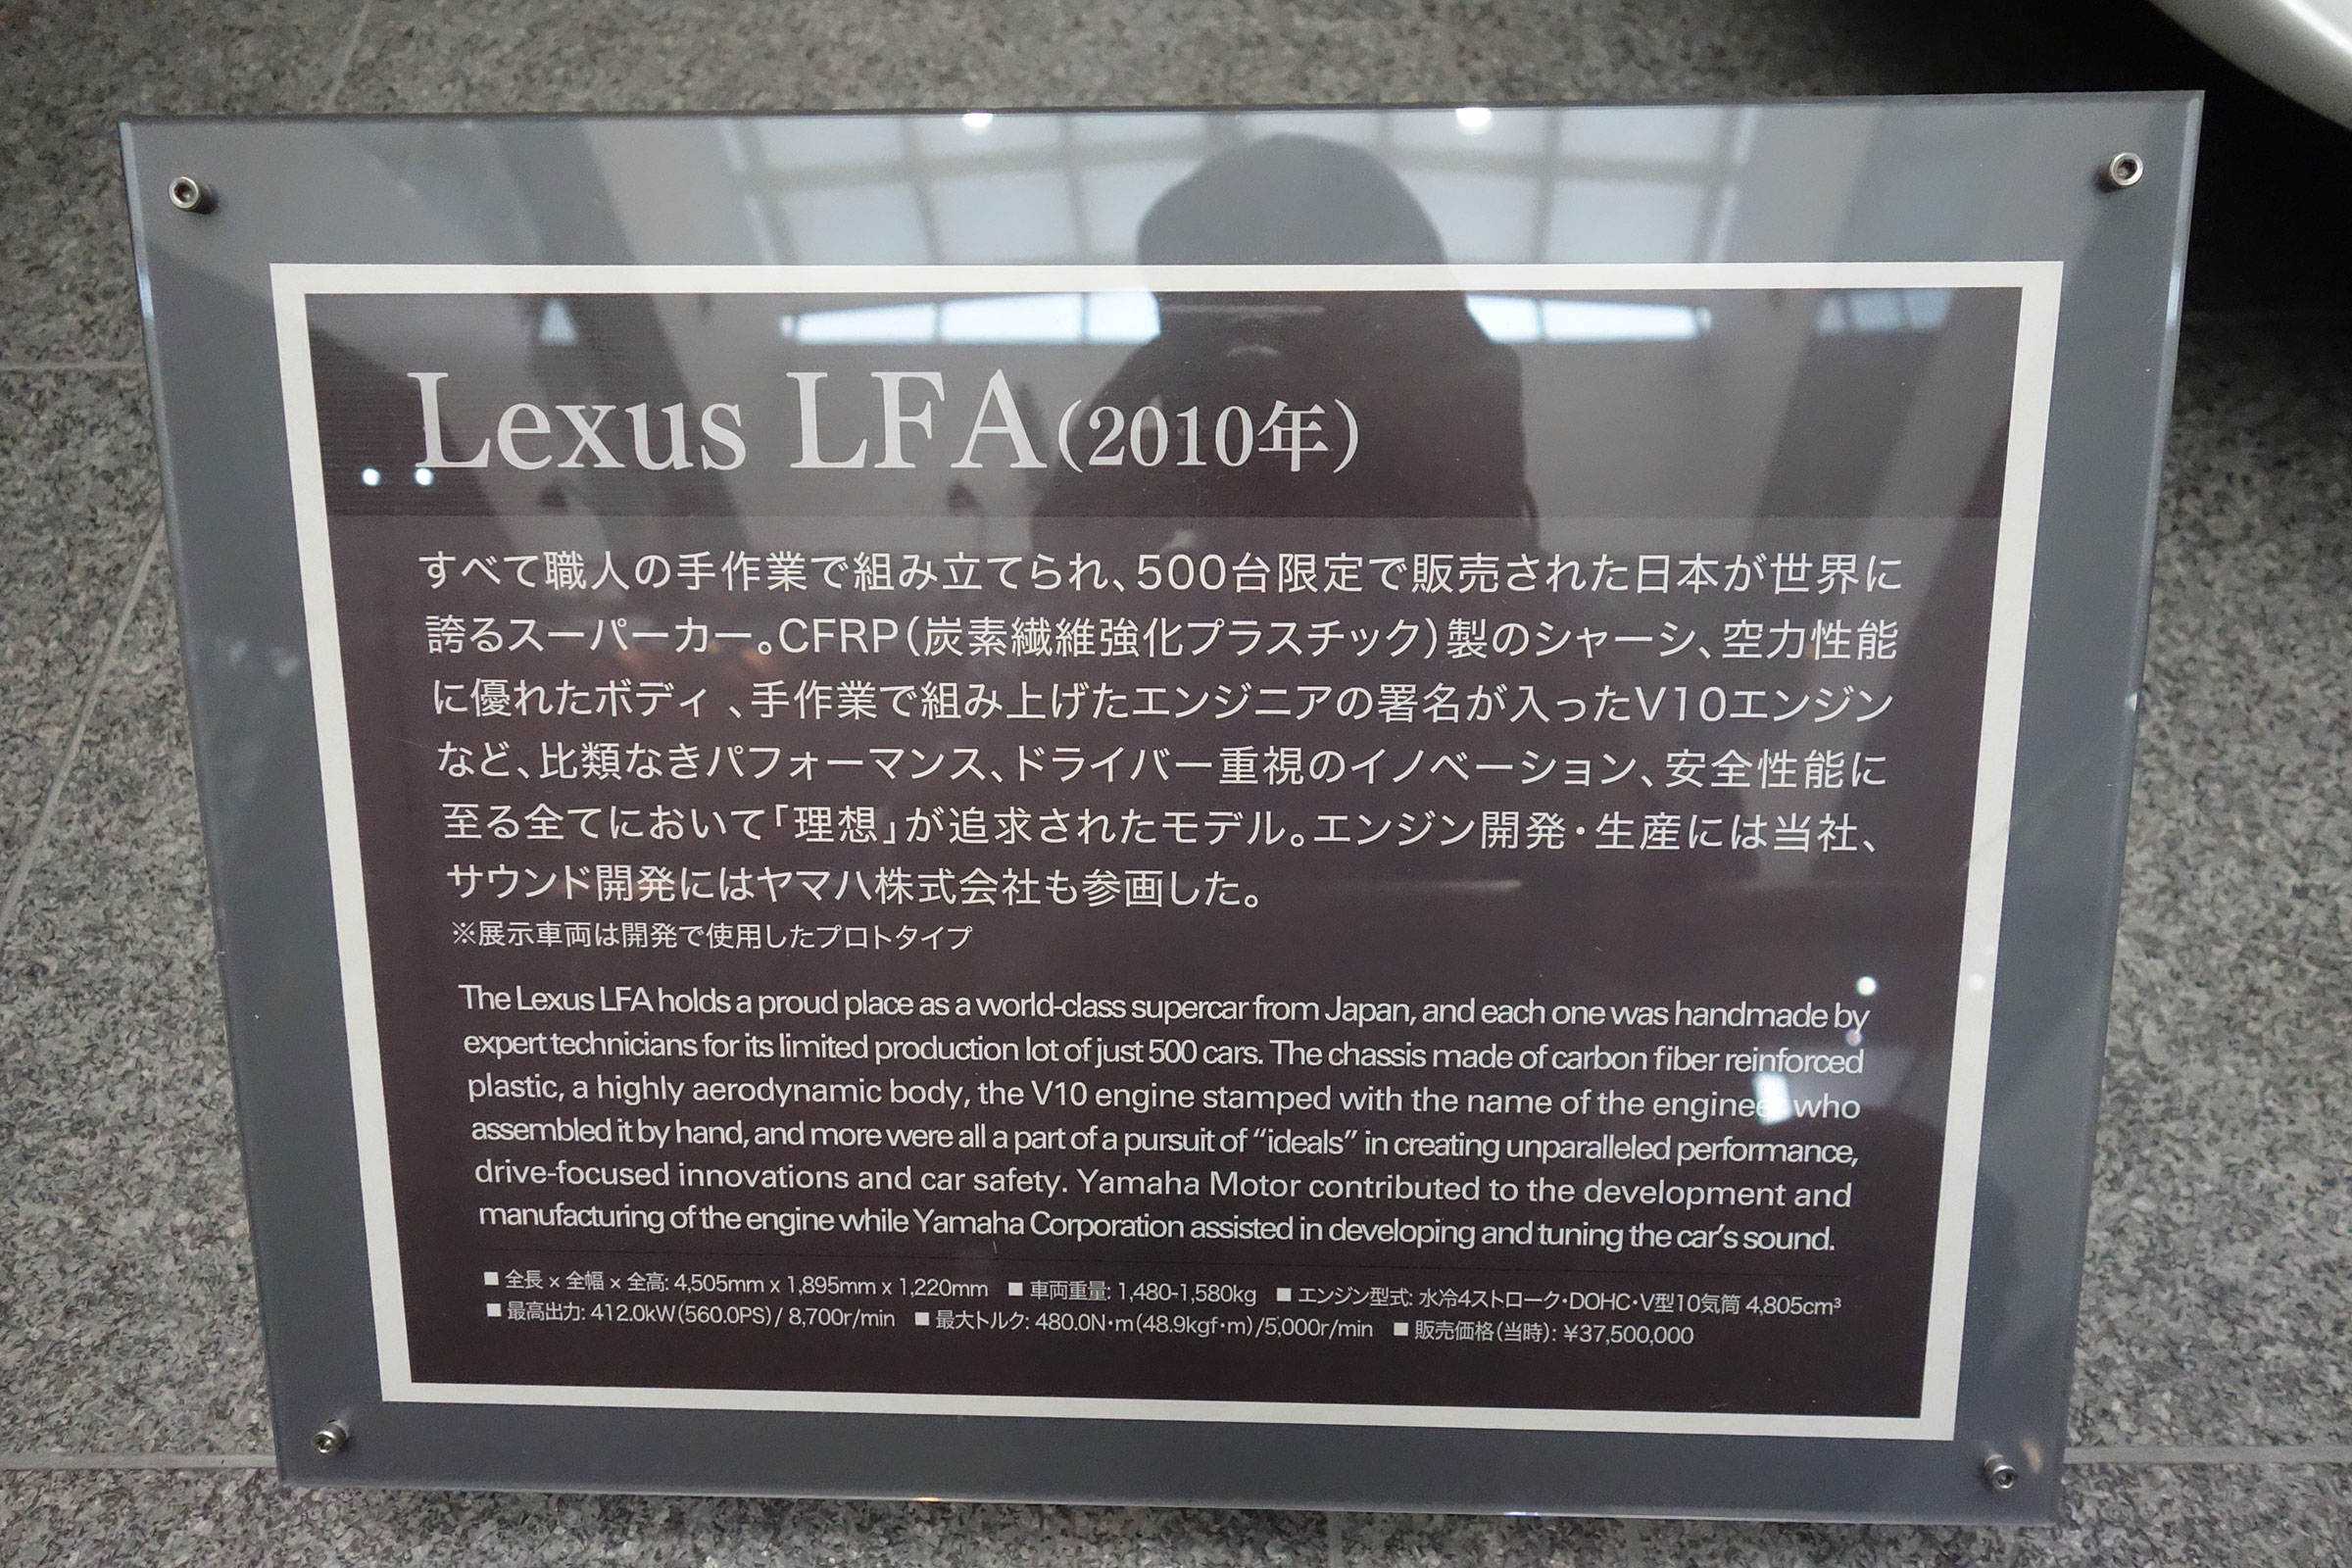 Lexus LFA(2010年)
すべて職人の手作業で組み立てられ、500台限定で販売された日本が世界に
誇るスーパーカー。CFRP(炭素繊維強化プラスチック)製のシャーシ、空力性能
に優れたボディ、手作業で組み上げたエンジニアの署名が入ったV10エンジン
など、比類なきパフォーマンス、ドライバー重視のイノベーション、安全性能に
至る全てにおいて「理想」が追求されたモデル。エンジン開発・生産には当社、
サウンド開発にはヤマハ株式会社も参画した。
※展示車両は開発で使用したプロトタイプ
The Lexus LFA holds a proud place as a world-class supercar from Japan, and each one was handmade by
expert technicians for its limited production lot of just 500 cars. The chassis made of carbon fiber reinforced
plastic, a highly aerodynamic body, the V10 engine stamped with the name of the engineer who
assembled it by hand, and more were all a part of a pursuit of “ideals” in creating unparalleled performance,
drive-focused innovations and car safety. Yamaha Motor contributed to the development and
manufacturing of the engine while Yamaha Corporation assisted in developing and tuning the car’s sound.
■ 全長 × 全幅 × 全高: 4,505mm x 1,895mm x 1,220mm ■ 車両重量: 1,480-1,580kg ■ エンジン型式: 水冷4ストローク・DOHC・V型10気筒 4,805cm³
■ 最高出力: 412.0kW(560.0PS)/ 8,700r/min ■ 最大トルク: 480.0N・m(48.9kgf・m)/5,000r/min ■ 販売価格(当時): ¥37,500,000